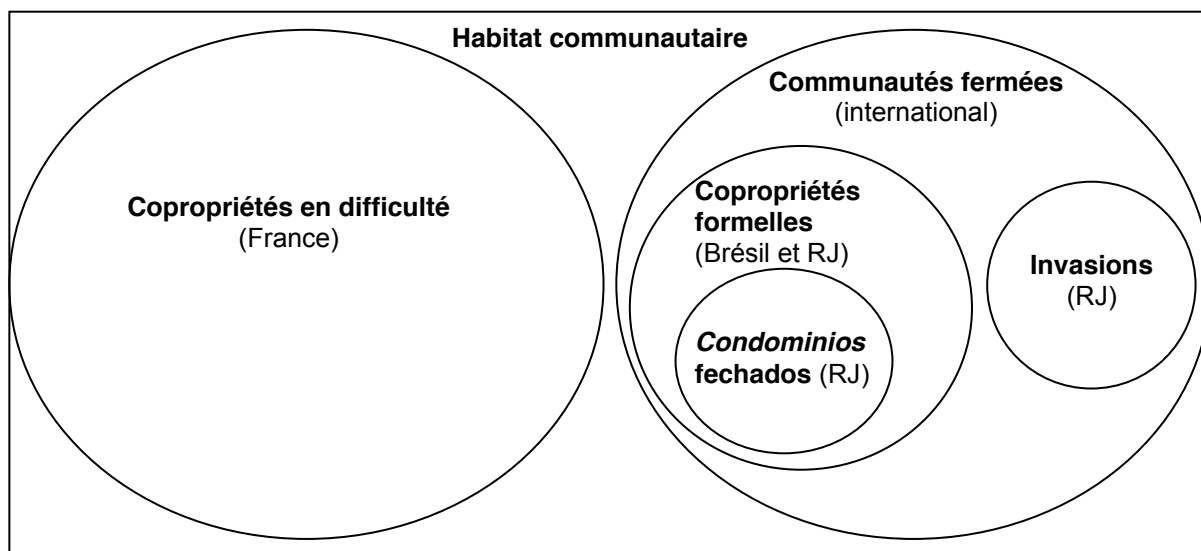 Habitat communautaire
Communautés fermées
(international)
Copropriétés en difficulté
(France)
Copropriétés
formelles
(Brésil et RJ)
Invasions
(RJ)
Condominios
fechados (RJ)